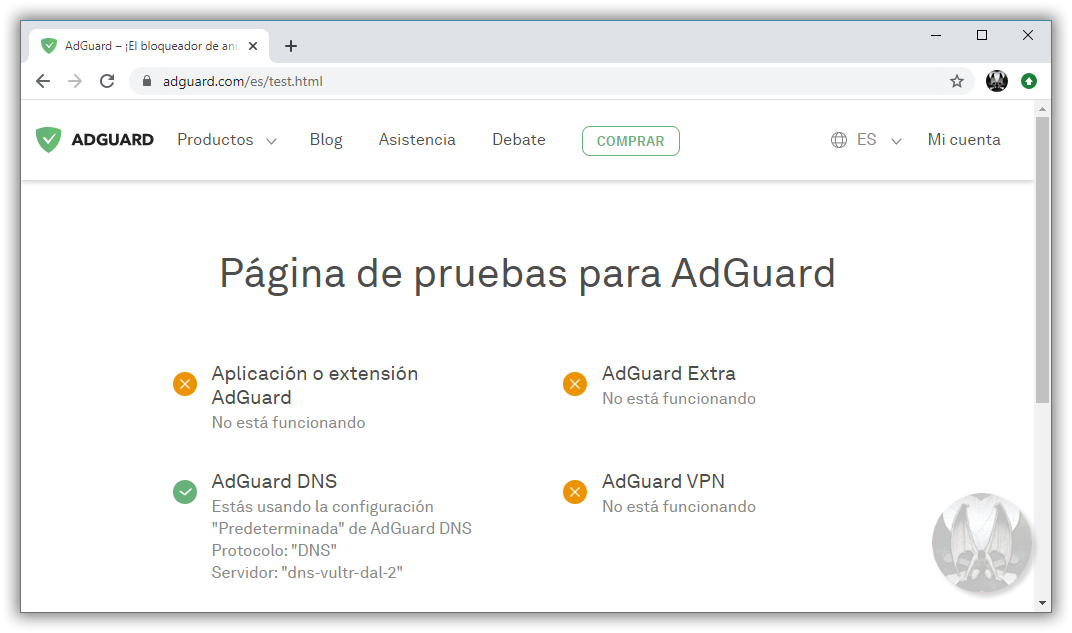 AdGuard – ¡El bloqueador de an
adguard.com/es/test.html
ADGUARD Productos Blog Asistencia Debate COMPRAR ES Mi cuenta
Página de pruebas para AdGuard
Aplicación o extensión
AdGuard
No está funcionando
AdGuard Extra
No está funcionando
AdGuard DNS
Estás usando la configuración
"Predeterminada" de AdGuard DNS
Protocolo: "DNS"
Servidor: "dns-vultr-dal-2"
AdGuard VPN
No está funcionando